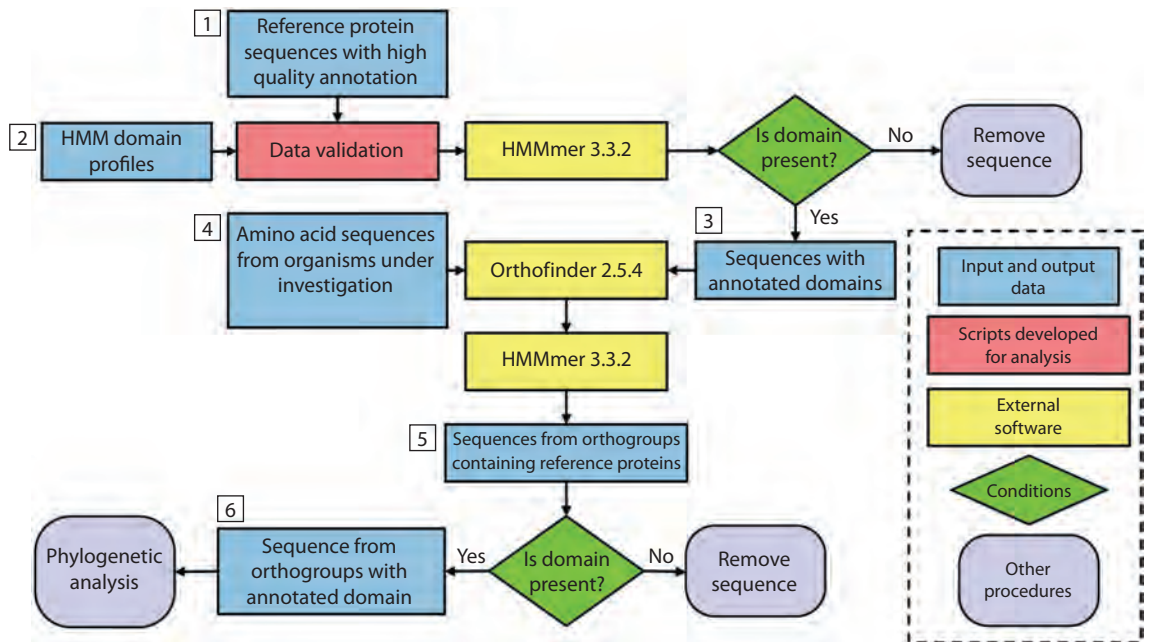 1
Reference protein
sequences with high
quality annotation
2
HMM domain
profiles
Data validation
HMMmer 3.3.2
Is domain
present?
No
Remove
sequence
Yes
3
Sequences with
annotated domains
4
Amino acid sequences
from organisms under
investigation
Orthofinder 2.5.4
HMMmer 3.3.2
5
Sequences from orthogroups
containing reference proteins
Is domain
present?
No
Remove
sequence
Yes
6
Sequence from
orthogroups with
annotated domain
Phylogenetic
analysis
Input and output
data
Scripts developed
for analysis
External
software
Conditions
Other
procedures